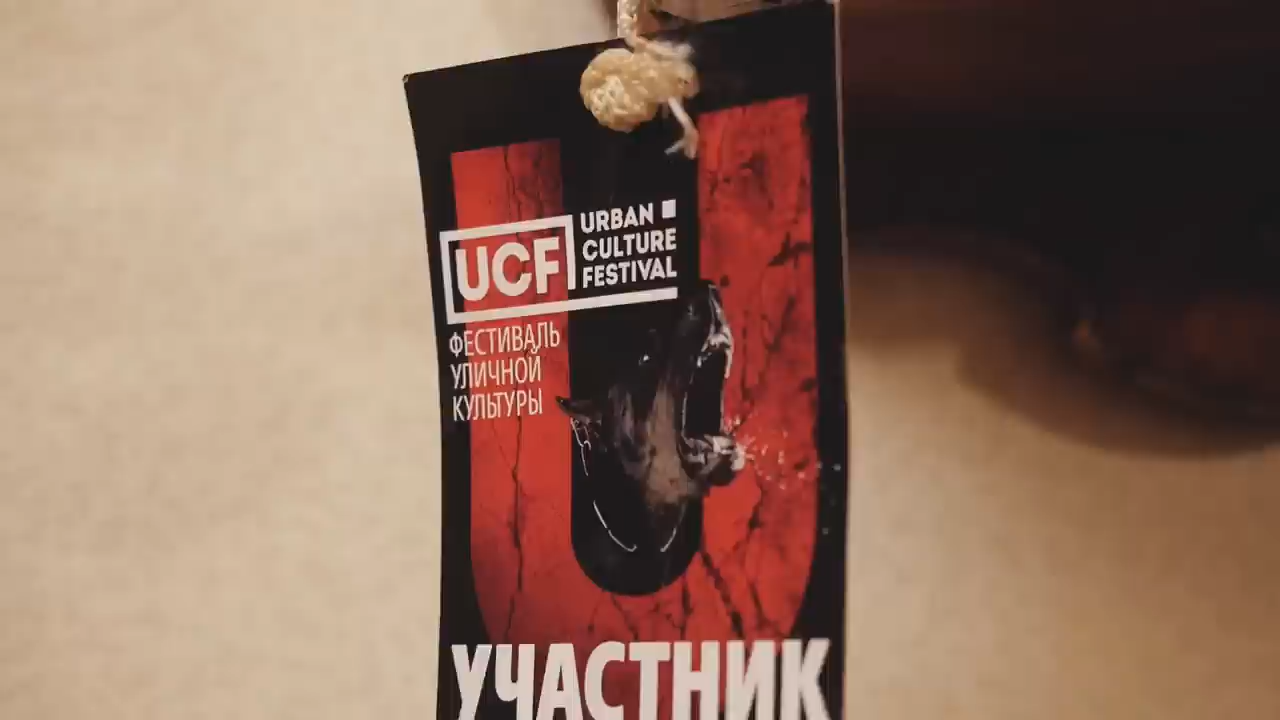 UCF
URBAN
CULTURE
FESTIVAL
ФЕСТИВАЛЬ
УЛИЧНОЙ
КУЛЬТУРЫ
УЧАСТНИК